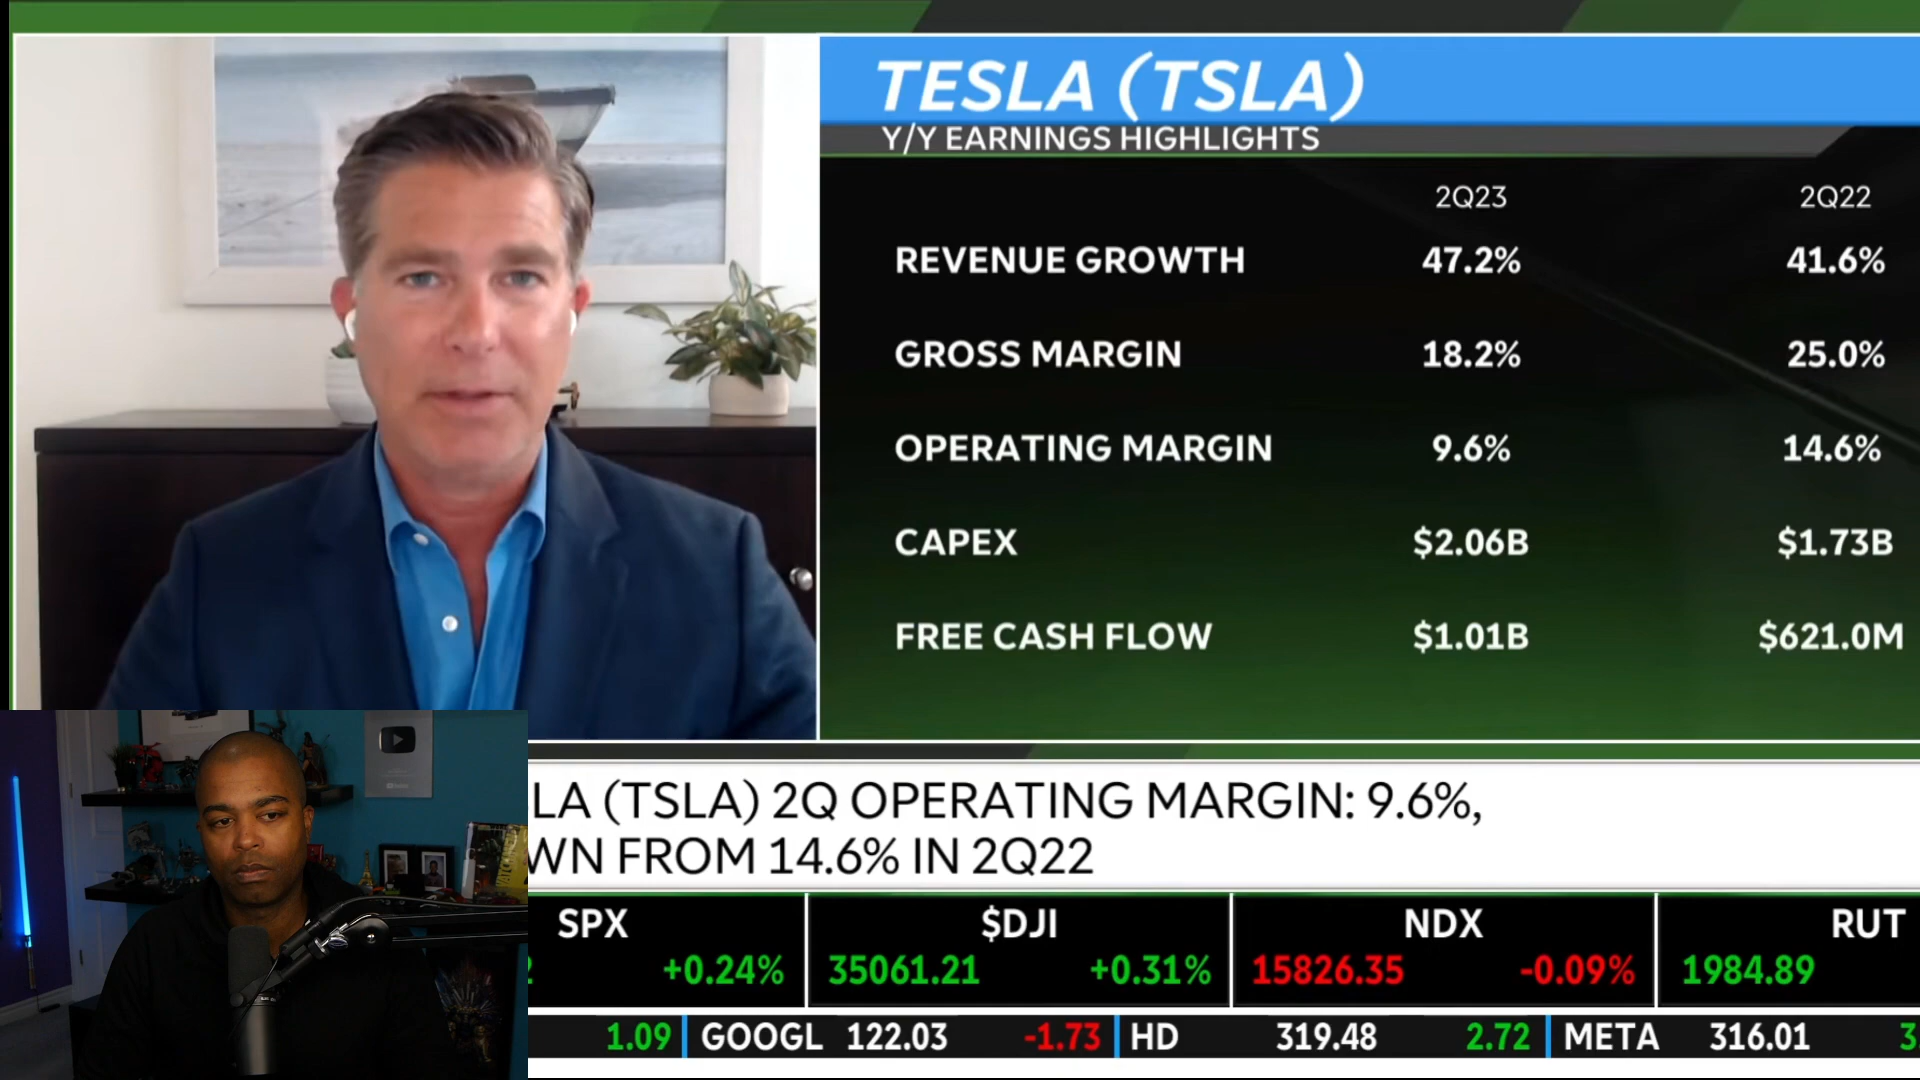 TESLA (TSLA)
Y/Y EARNINGS HIGHLIGHTS
2Q23 2Q22
REVENUE GROWTH 47.2% 41.6%
GROSS MARGIN 18.2% 25.0%
OPERATING MARGIN 9.6% 14.6%
CAPEX $2.06B $1.73B
FREE CASH FLOW $1.01B $621.0M
LA (TSLA) 2Q OPERATING MARGIN: 9.6%,
WN FROM 14.6% IN 2Q22
SPX $DJI NDX RUT
2 +0.24% 35061.21 +0.31% 15826.35 -0.09% 1984.89
1.09 GOOGL 122.03 -1.73 HD 319.48 2.72 META 316.01 3